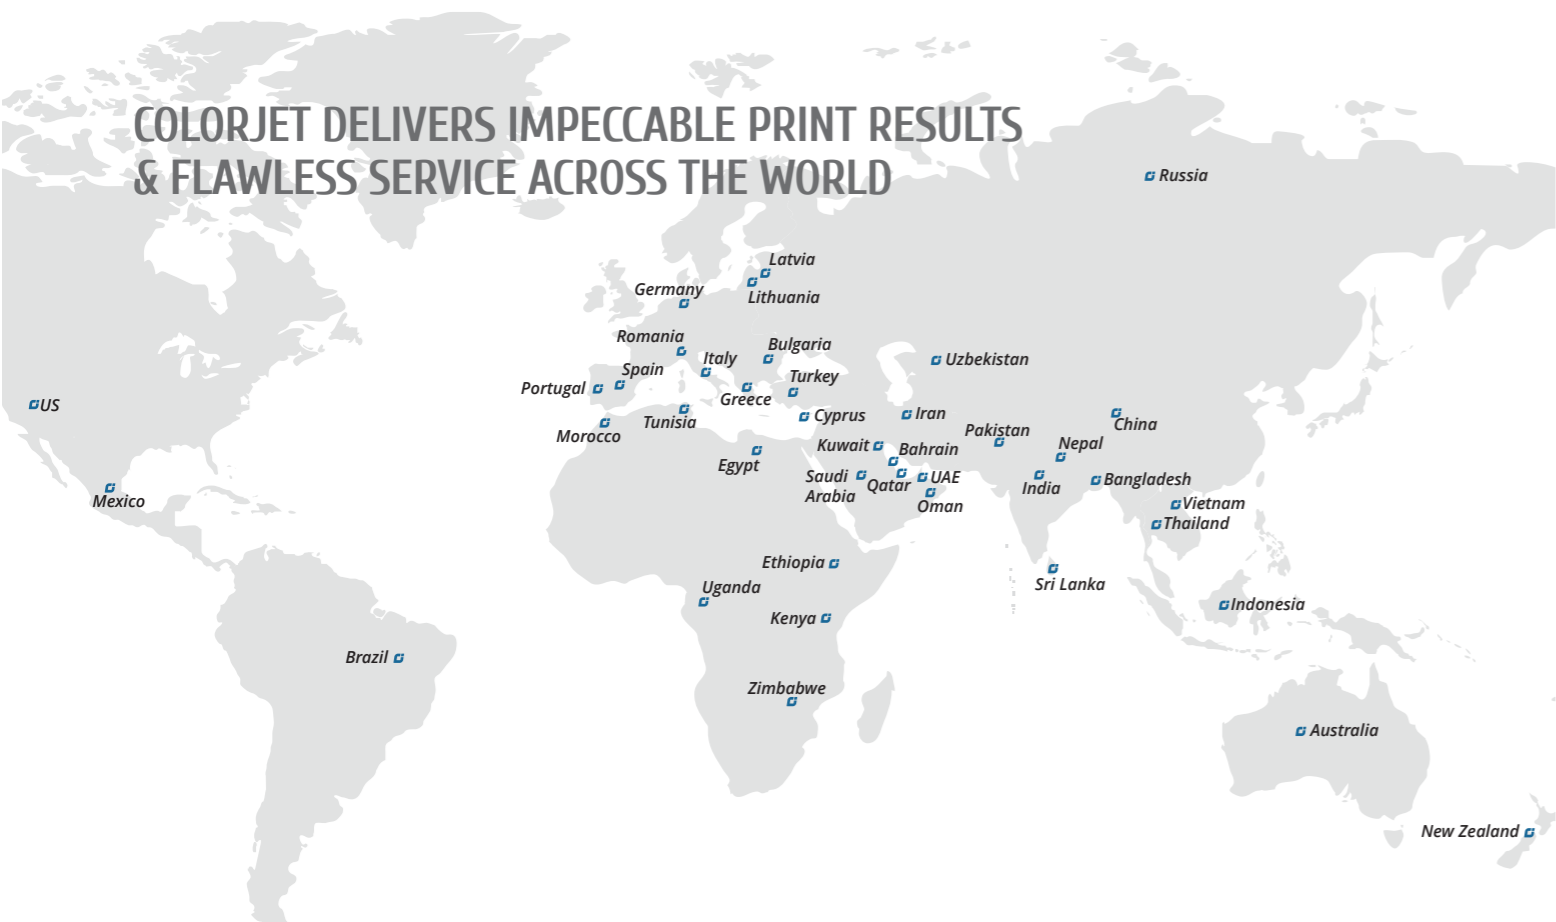 COLORJET DELIVERS IMPECCABLE PRINT RESULTS
& FLAWLESS SERVICE ACROSS THE WORLD
Russia
Latvia
Germany
Lithuania
Romania
Bulgaria
Italy
Uzbekistan
Spain
Turkey
Portugal
Greece
US
Iran
Cyprus
Tunisia
China
Pakistan
Morocco
Nepal
Kuwait
Bahrain
Egypt
Saudi
Arabia
Qatar
UAE
India
Bangladesh
Mexico
Oman
Vietnam
Thailand
Ethiopia
Sri Lanka
Uganda
Indonesia
Kenya
Brazil
Zimbabwe
Australia
New Zealand